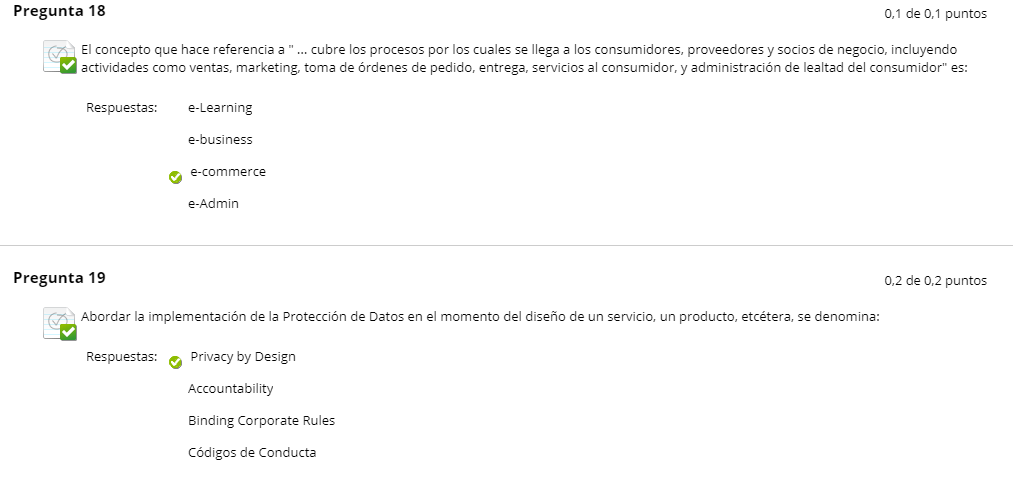 Pregunta 18
0,1 de 0,1 puntos
El concepto que hace referencia a " ... cubre los procesos por los cuales se llega a los consumidores, proveedores y socios de negocio, incluyendo
actividades como ventas, marketing, toma de órdenes de pedido, entrega, servicios al consumidor, y administración de lealtad del consumidor" es:
Respuestas: e-Learning
e-business
e-commerce
e-Admin
Pregunta 19
0,2 de 0,2 puntos
Abordar la implementación de la Protección de Datos en el momento del diseño de un servicio, un producto, etcétera, se denomina:
Respuestas: Privacy by Design
Accountability
Binding Corporate Rules
Códigos de Conducta